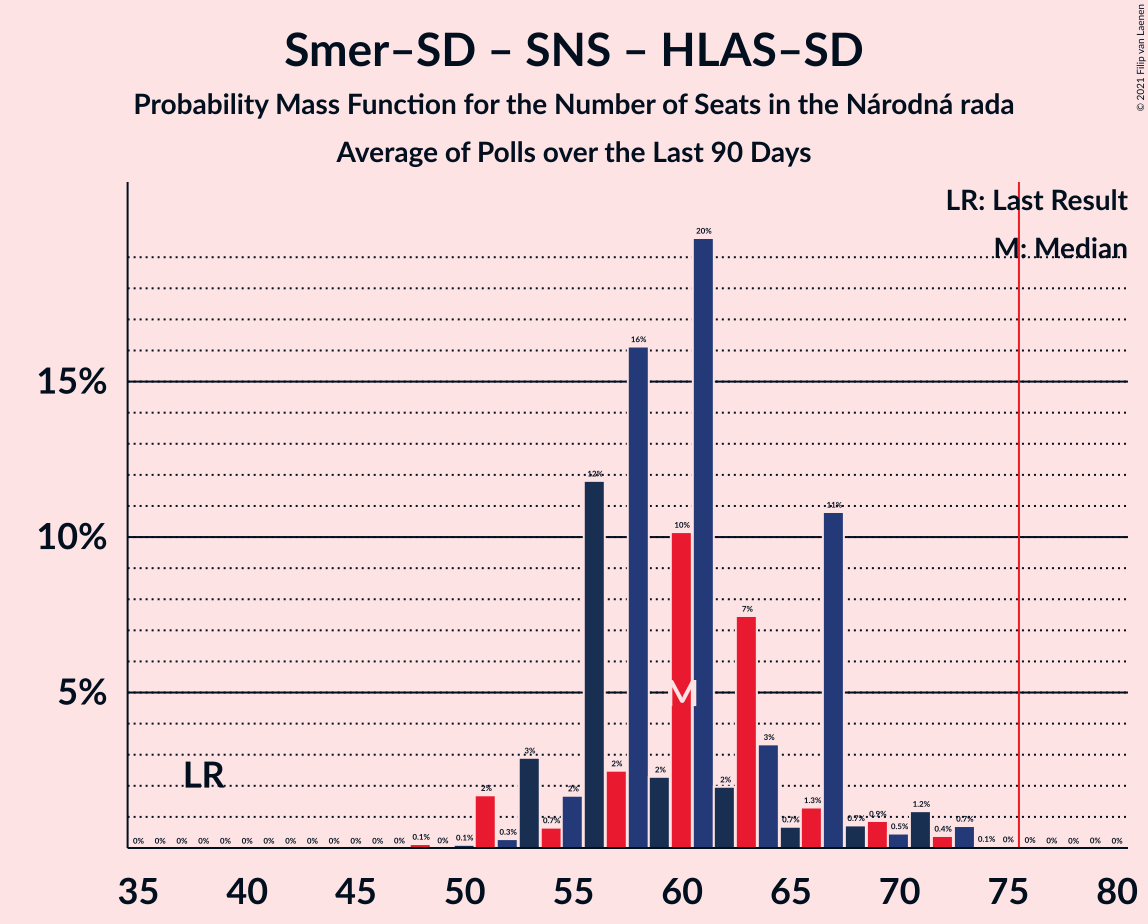 Smer–SD – SNS – HLAS–SD
Probability Mass Function for the Number of Seats in the Národná rada
Average of Polls over the Last 90 Days
© 2021 Filip van Laenen
LR: Last Result
M: Median
15%
10%
5%
LR
M
0% 0% 0% 0% 0% 0% 0% 0% 0% 0% 0% 0% 0% 0.1% 0% 0.1% 2% 0.3% 3% 0.7% 2% 12% 2% 16% 2% 10% 20% 2% 7% 3% 0.7% 1.3% 11% 0.7% 0.9% 0.5% 1.2% 0.4% 0.7% 0.1% 0% 0% 0% 0% 0% 0%
35 40 45 50 55 60 65 70 75 80